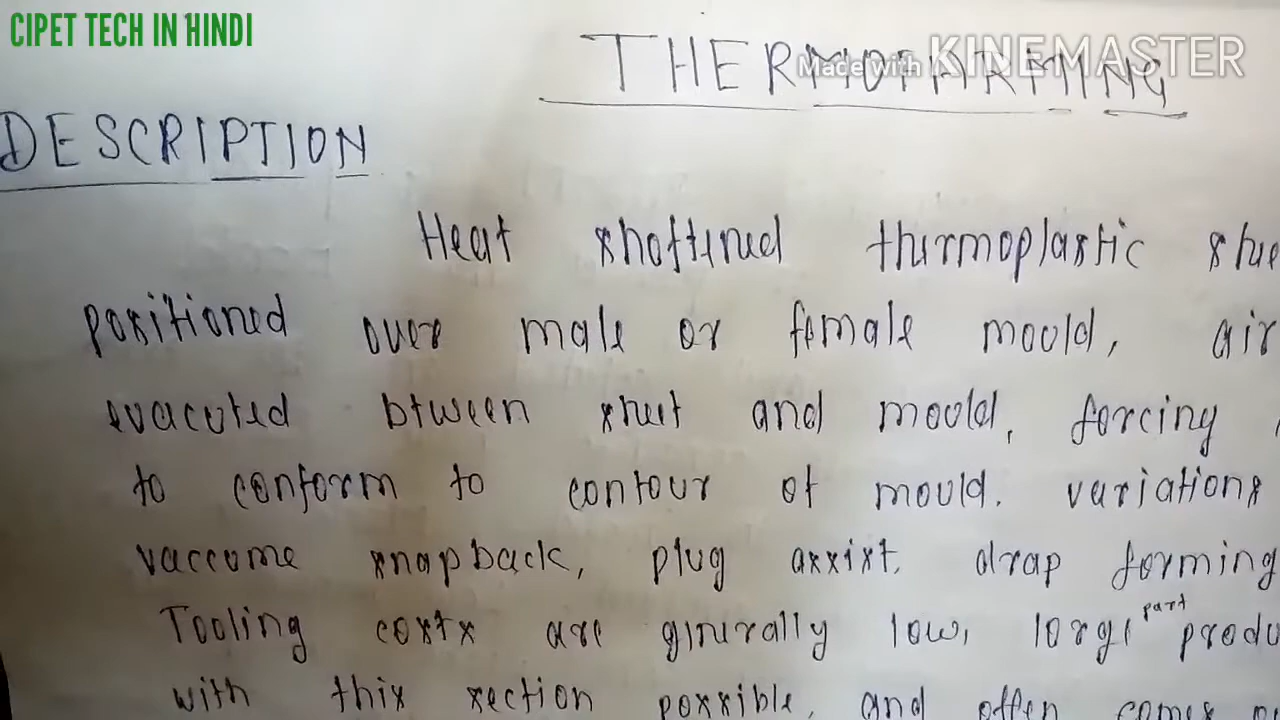 CIPET TECH IN HINDI
THERMOFARMING
Made with KINEMASTER
DESCRIPTION
Heat shoftened thermoplastic shee
positioned over male or female mould, air
evacuted btween sheet and mould, forcing
to conform to contour of mould. variations
vaccume snapback, plug assist, drap forming
Tooling costs are generally low, large part produ
with this section possible, and often comes